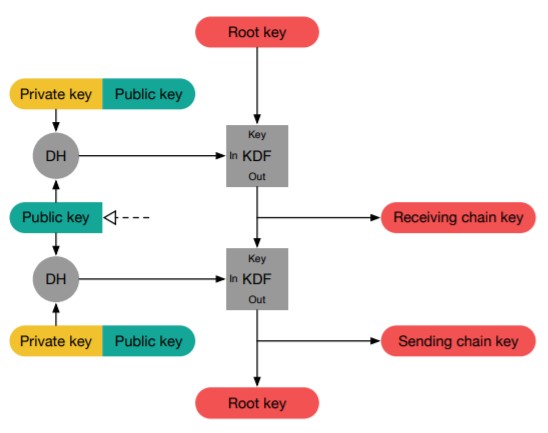 Root key
Private key Public key
Key
DH In KDF
Out
Public key Receiving chain key
Key
DH In KDF
Out
Private key Public key Sending chain key
Root key